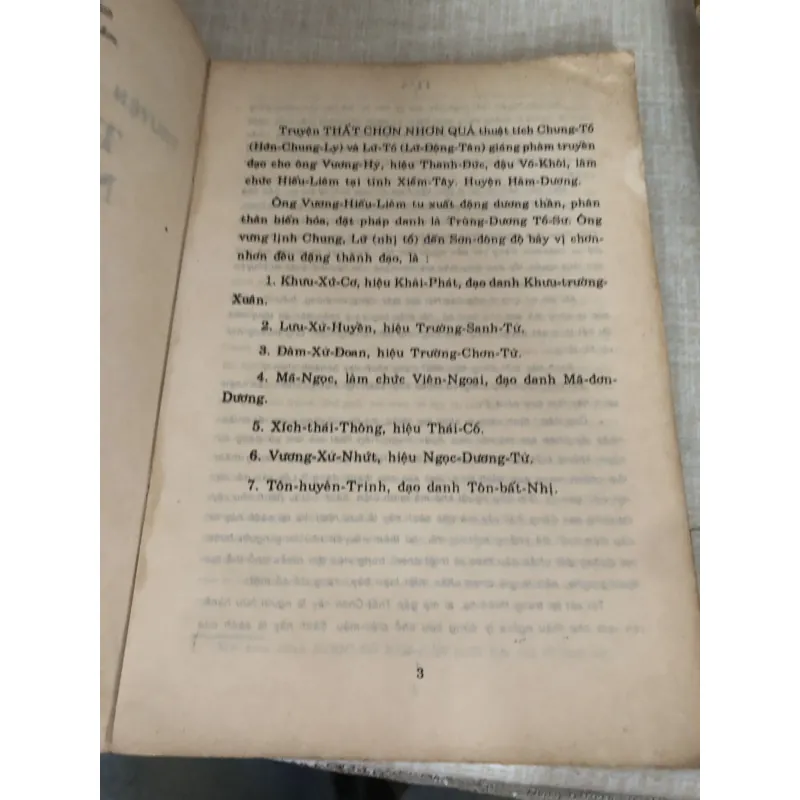 Truyện THẤT CHƠN NHƠN QUẢ thuật tích Chung-Tổ
(Hớn-Chung-Ly) và Lữ-Tổ (Lữ-Động-Tân) giáng phàm truyền
đạo cho ông Vương-Hỷ, hiệu Thanh-Đức, đậu Võ-Khôi, làm
chức Hiếu-Liêm tại tỉnh Xiểm-Tây. Huyện Hàm-Dương.
Ông Vương-Hiếu-Liêm tu xuất động dương thần, phân
thân biến hóa, đặt pháp danh là Trùng-Dương Tổ-Sư. Ông
vưng lịnh Chung, Lữ (nhị tổ) đến Sơn-đông độ bảy vị chơn-
nhơn đều đặng thành đạo, là :
1. Khưu-Xứ-Cơ, hiệu Khải-Phát, đạo danh Khưu-trường-
Xuân.
2. Lưu-Xứ-Huyền, hiệu Trường-Sanh-Tử.
3. Đàm-Xứ-Đoan, hiệu Trường-Chơn-Tử.
4. Mã-Ngọc, làm chức Viên-Ngoại, đạo danh Mã-đơn-
Dương.
5. Xích-thái-Thông, hiệu Thái-Cổ.
6. Vương-Xứ-Nhứt, hiệu Ngọc-Dương-Tử.
7. Tôn-huyền-Trinh, đạo danh Tôn-bất-Nhị.
3